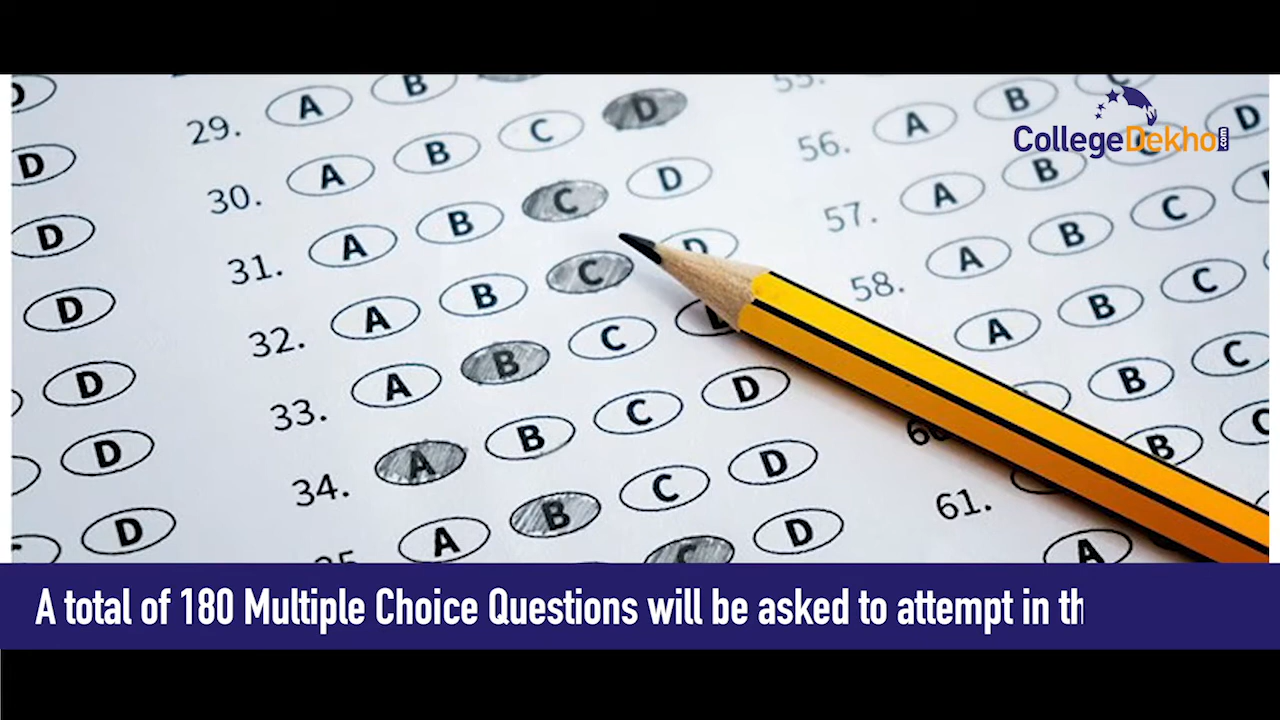 CollegeDekho.com
D
D
D
D
D
D
D
29. A B
30. A B C D
31. A B C D
32. A B C D
33. A B C D
34. A B C D
A B C D
C D
55.
56. A B C
57. A B C D
58. A B C
A B C
B C
61. B C
A
A total of 180 Multiple Choice Questions will be asked to attempt in th